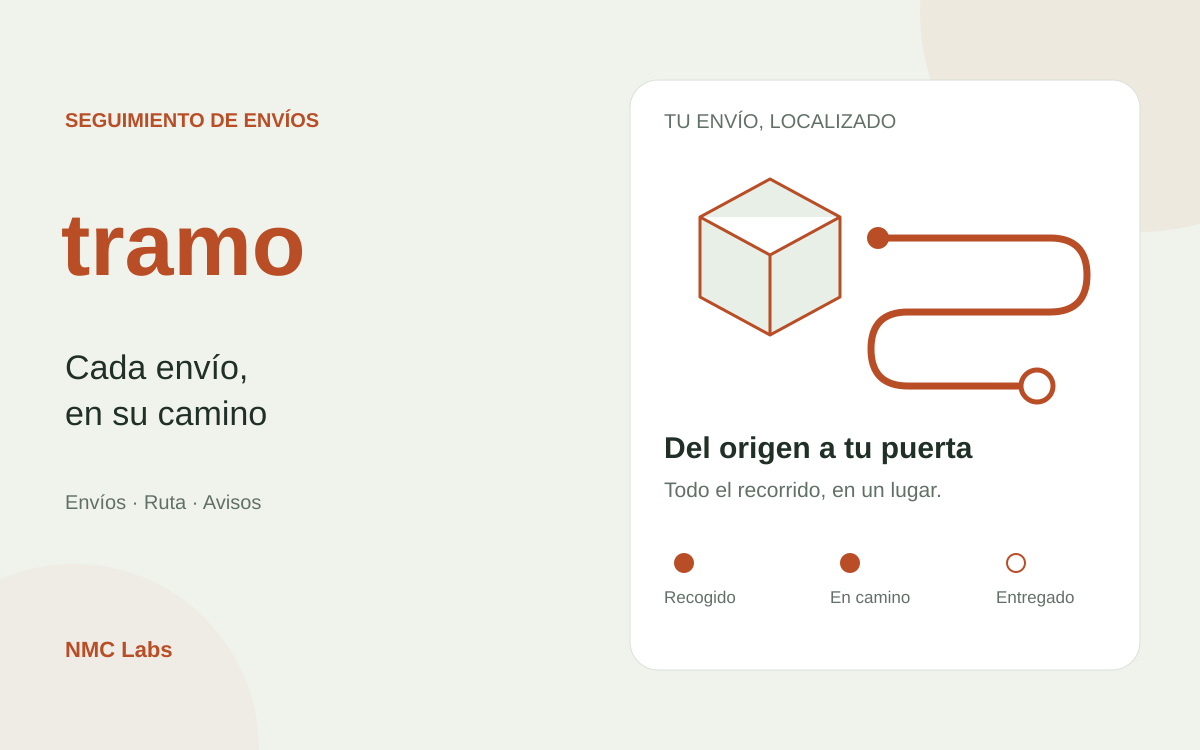 SEGUIMIENTO DE ENVÍOS
tramo
Cada envío,
en su camino
Envíos · Ruta · Avisos
NMC Labs
TU ENVÍO, LOCALIZADO
Del origen a tu puerta
Todo el recorrido, en un lugar.
Recogido
En camino
Entregado